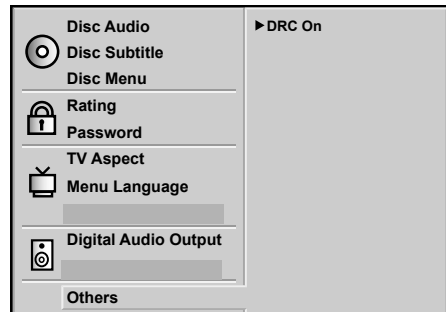 Disc Audio
Disc Subtitle
Disc Menu
Rating
Password
TV Aspect
Menu Language
Digital Audio Output
Others
▶DRC On